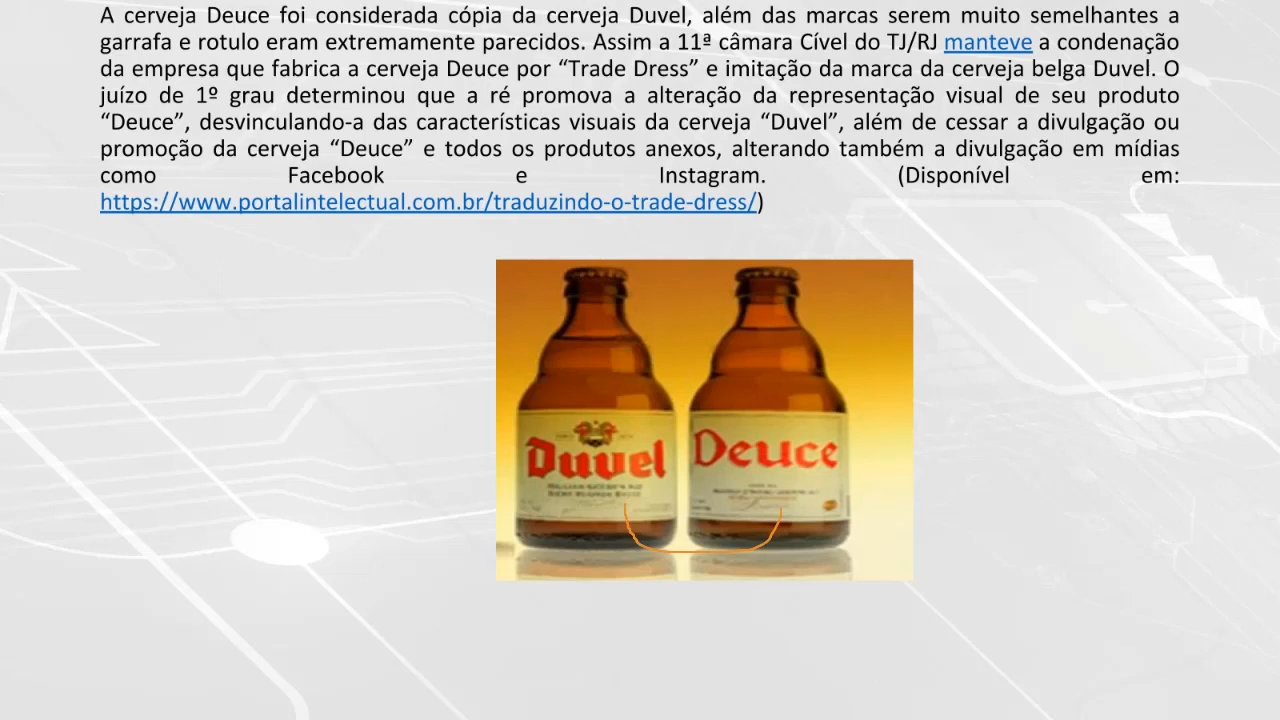 A cerveja Deuce foi considerada cópia da cerveja Duvel, além das marcas serem muito semelhantes a
garrafa e rotulo eram extremamente parecidos. Assim a 11ª câmara Cível do TJ/RJ manteve a condenação
da empresa que fabrica a cerveja Deuce por “Trade Dress” e imitação da marca da cerveja belga Duvel. O
juízo de 1º grau determinou que a ré promova a alteração da representação visual de seu produto
“Deuce”, desvinculando-a das características visuais da cerveja “Duvel”, além de cessar a divulgação ou
promoção da cerveja “Deuce” e todos os produtos anexos, alterando também a divulgação em mídias
como Facebook e Instagram. (Disponível em:
https://www.portalintelectual.com.br/traduzindo-o-trade-dress/)
Duvel
Deuce